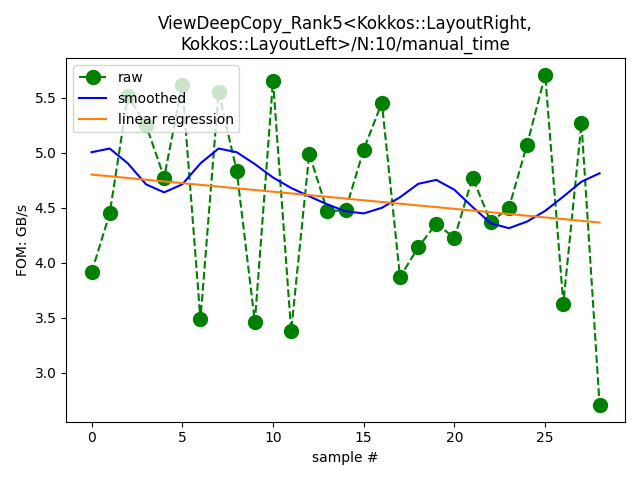 ViewDeepCopy_Rank5<Kokkos::LayoutRight,
Kokkos::LayoutLeft>/N:10/manual_time
raw
smoothed
linear regression
FOM: GB/s
5.5
5.0
4.5
4.0
3.5
3.0
0
5
10
15
20
25
sample #